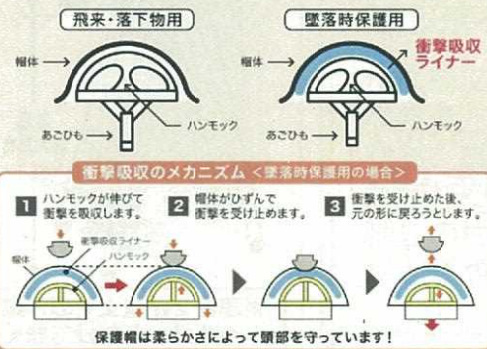 飛来・落下物用
墜落時保護用
帽体
衝撃吸収
ライナー
帽体
ハンモック
あごひも
ハンモック
あごひも
衝撃吸収のメカニズム <墜落時保護用の場合>
1 ハンモックが伸びて
衝撃を吸収します。
2 帽体がひずんで
衝撃を受け止めます。
3 衝撃を受け止めた後、
元の形に戻ろうとします。
衝撃吸収ライナー
ハンモック
帽体
保護帽は柔らかさによって頭部を守っています!